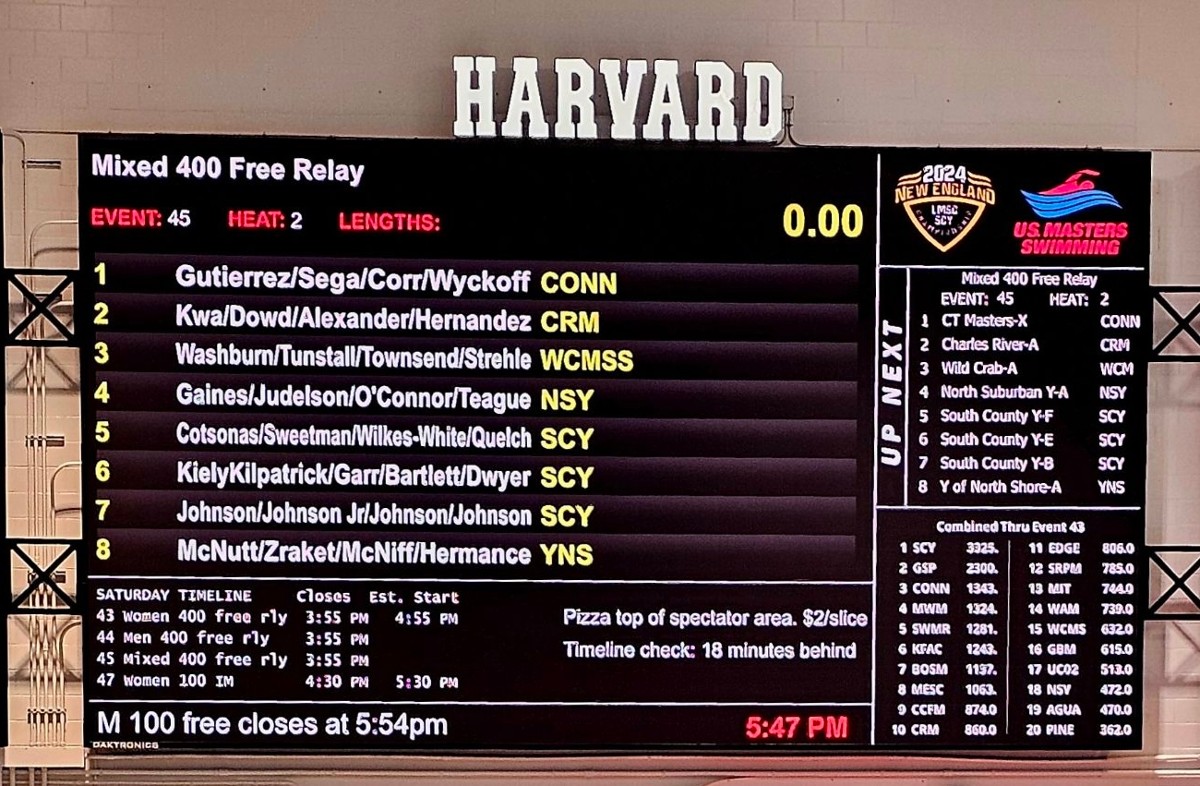 HARVARD
Mixed 400 Free Relay
EVENT: 45 HEAT: 2 LENGTHS: 0.00
1 Gutierrez/Sega/Corr/Wyckoff CONN
2 Kwa/Dowd/Alexander/Hernandez CRM
3 Washburn/Tunstall/Townsend/Strehle WCMSS
4 Gaines/Judelson/O'Connor/Teague NSY
5 Cotsonas/Sweetman/Wilkes-White/Quelch SCY
6 KielyKilpatrick/Garr/Bartlett/Dwyer SCY
7 Johnson/Johnson Jr/Johnson/Johnson SCY
8 McNutt/Zraket/McNiff/Hermance YNS
SATURDAY TIMELINE Closes Est. Start
43 Women 400 free rly 3:55 PM 4:55 PM
44 Men 400 free rly 3:55 PM
45 Mixed 400 free rly 3:55 PM
47 Women 100 IM 4:30 PM 5:30 PM
Pizza top of spectator area. $2/slice
Timeline check: 18 minutes behind
M 100 free closes at 5:54pm
5:47 PM
DAKTRONICS
2024
NEW ENGLAND
LMSC
SCY
CHAMPIONSHIP
U.S. MASTERS
SWIMMING
UP NEXT
Mixed 400 Free Relay
EVENT: 45 HEAT: 2
1 CT Masters-X CONN
2 Charles River-A CRM
3 Wild Crab-A WCM
4 North Suburban Y-A NSY
5 South County Y-F SCY
6 South County Y-E SCY
7 South County Y-B SCY
8 Y of North Shore-A YNS
Combined Thru Event 43
1 SCY 3325. 11 EDGE 806.0
2 GSP 2300. 12 SRPM 785.0
3 CONN 1343. 13 MIT 744.0
4 MWM 1324. 14 WAM 739.0
5 SWMR 1281. 15 WCMS 632.0
6 KFAC 1243. 16 GBM 615.0
7 BOSM 1137. 17 UC02 513.0
8 MESC 1063. 18 NSY 472.0
9 CCFM 874.0 19 AGUA 470.0
10 CRM 860.0 20 PINE 362.0